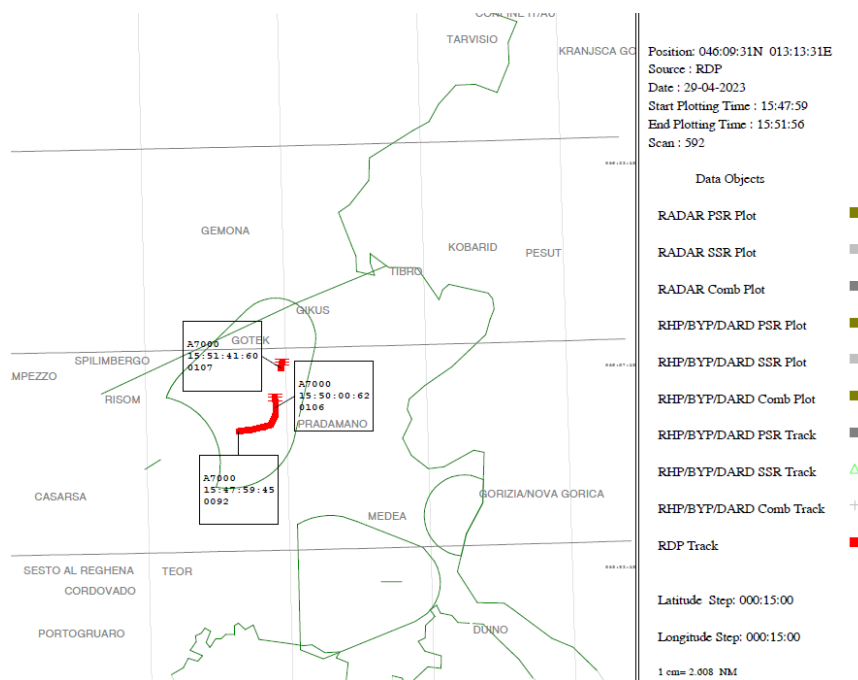 CONFINE IT/AU
TARVISIO
KRANJSCA GO
GEMONA
KOBARID
PESUT
TIBRO
GIKUS
GOTEK
SPILIMBERGO
MPEZZO
RISOM
A7000
15:51:41:60
0107
A7000
15:50:00:62
0106
PRADAMANO
A7000
15:47:59:45
0092
CASARSA
GORIZIA/NOVA GORICA
MEDEA
SESTO AL REGHENA
TEOR
CORDOVADO
PORTOGRUARO
DUINO
Position: 046:09:31N 013:13:31E
Source : RDP
Date : 29-04-2023
Start Plotting Time : 15:47:59
End Plotting Time : 15:51:56
Scan : 592
Data Objects
RADAR PSR Plot
RADAR SSR Plot
RADAR Comb Plot
RHP/BYP/DARD PSR Plot
RHP/BYP/DARD SSR Plot
RHP/BYP/DARD Comb Plot
RHP/BYP/DARD PSR Track
RHP/BYP/DARD SSR Track
RHP/BYP/DARD Comb Track
RDP Track
Latitude Step: 000:15:00
Longitude Step: 000:15:00
1 cm= 2.608 NM